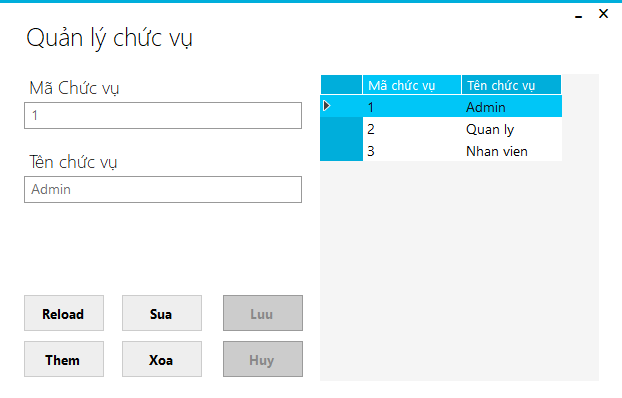 Quản lý chức vụ
Mã Chức vụ
1
Tên chức vụ
Admin
Mã chức vụ Tên chức vụ
1 Admin
2 Quan ly
3 Nhan vien
Reload Sua Luu
Them Xoa Huy